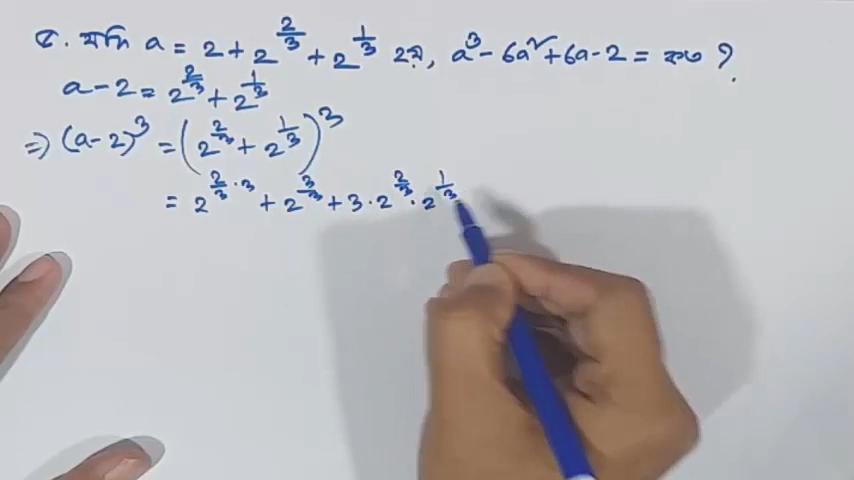 ৫. যদি a = 2 + 2^{2/3} + 2^{1/3} হয়, a³ - 6a² + 6a - 2 = কত ?
a - 2 = 2^{2/3} + 2^{1/3}
⇒ (a - 2)³ = (2^{2/3} + 2^{1/3})³
= 2^{2/3 · 3} + 2^{3/3} + 3 · 2^{2/3} · 2^{1/3}